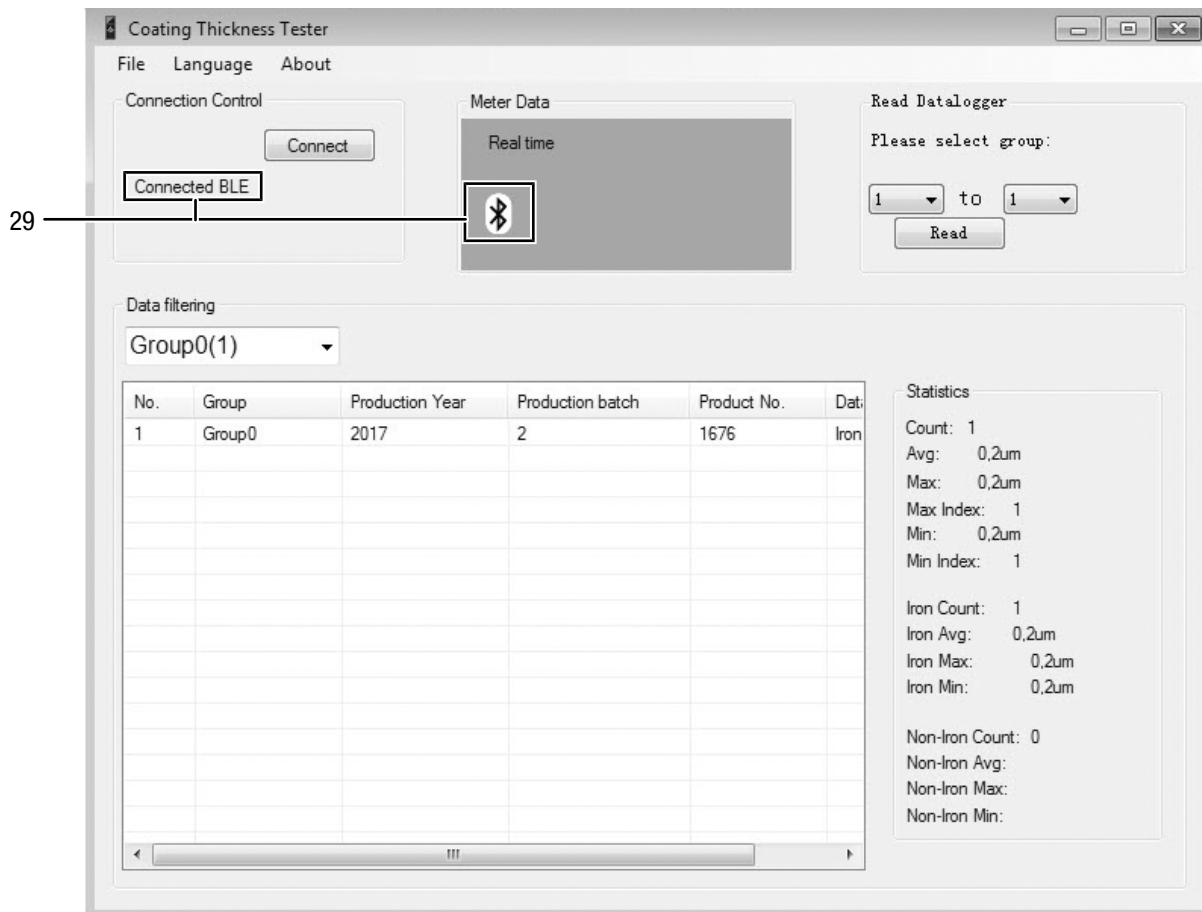 Coating Thickness Tester
File Language About
Connection Control
Connect
Connected BLE
29
Meter Data
Real time
Read Datalogger
Please select group:
1 to 1
Read
Data filtering
Group0(1)
No. Group Production Year Production batch Product No. Dat
1 Group0 2017 2 1676 Iron
Statistics
Count: 1
Avg: 0,2um
Max: 0,2um
Max Index: 1
Min: 0,2um
Min Index: 1
Iron Count: 1
Iron Avg: 0,2um
Iron Max: 0,2um
Iron Min: 0,2um
Non-Iron Count: 0
Non-Iron Avg:
Non-Iron Max:
Non-Iron Min: